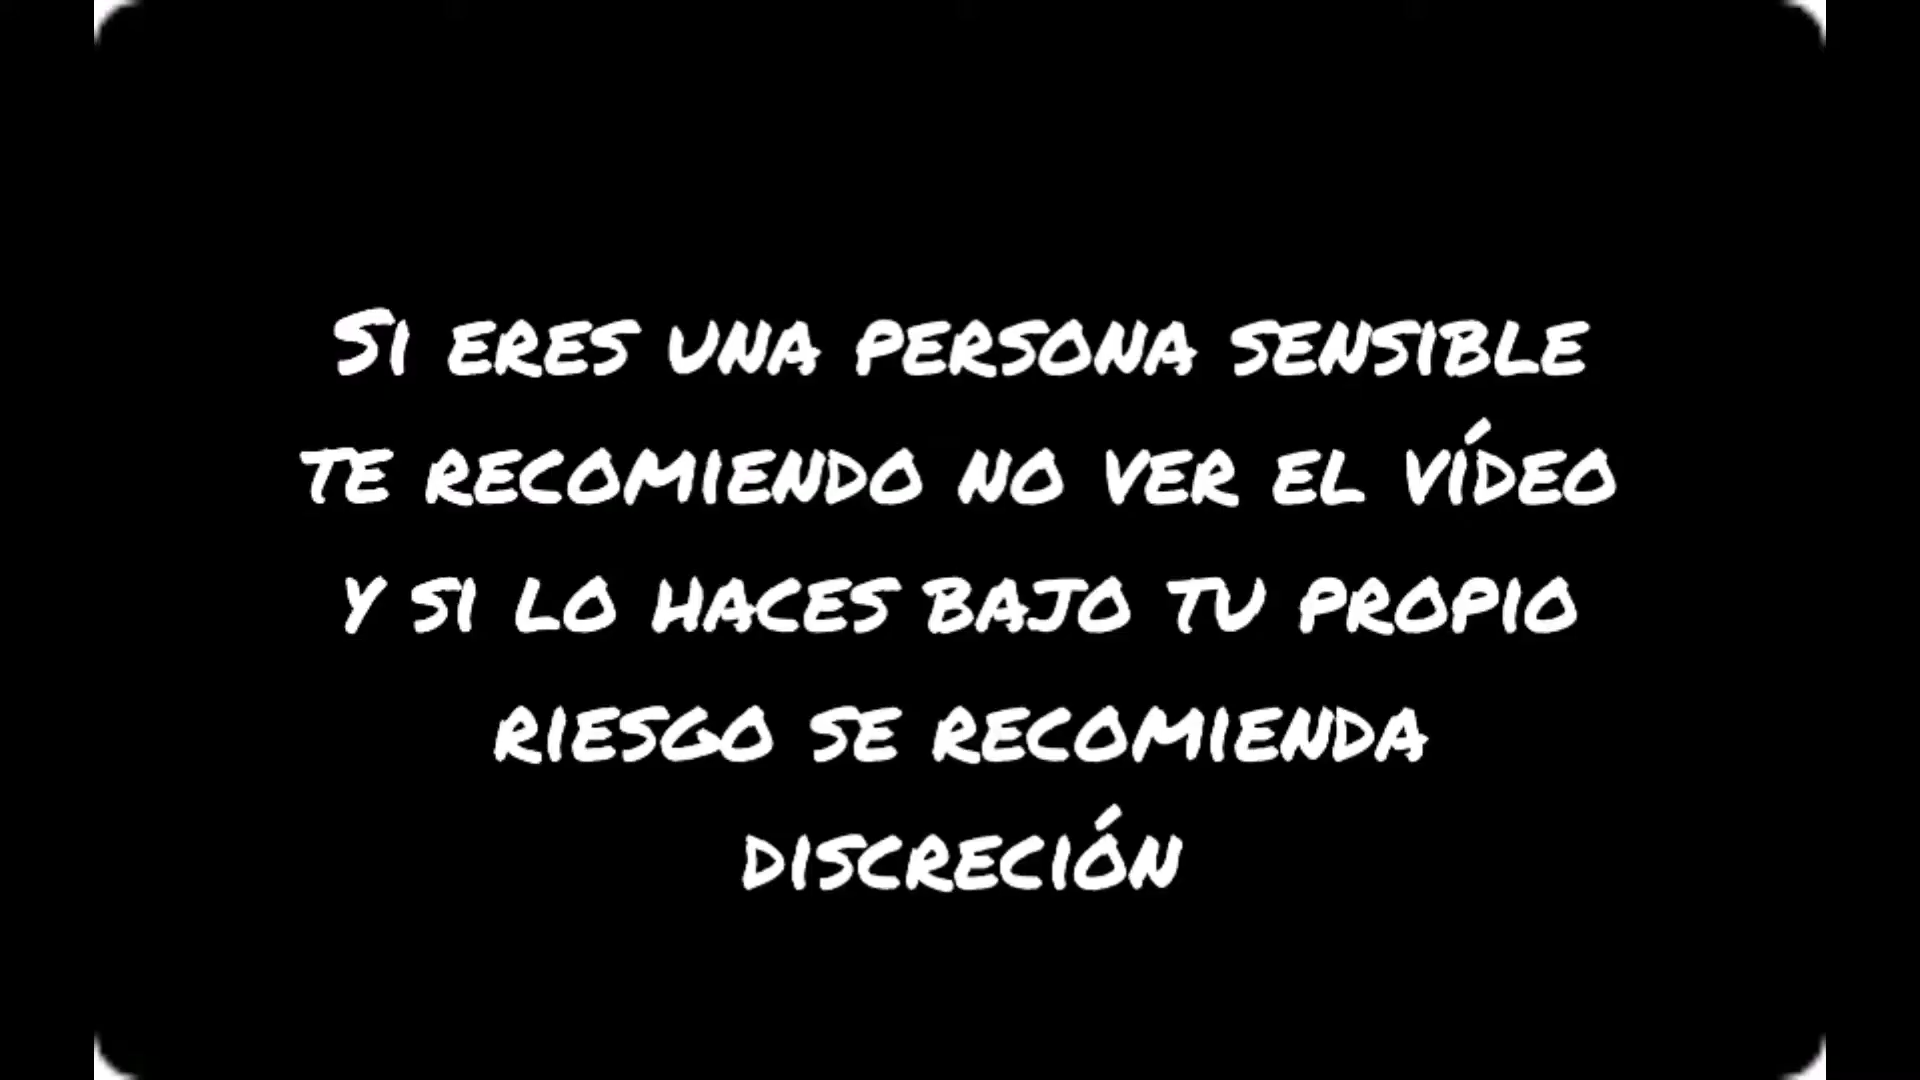 Si eres una persona sensible
te recomiendo no ver el vídeo
y si lo haces bajo tu propio
riesgo se recomienda
discreción